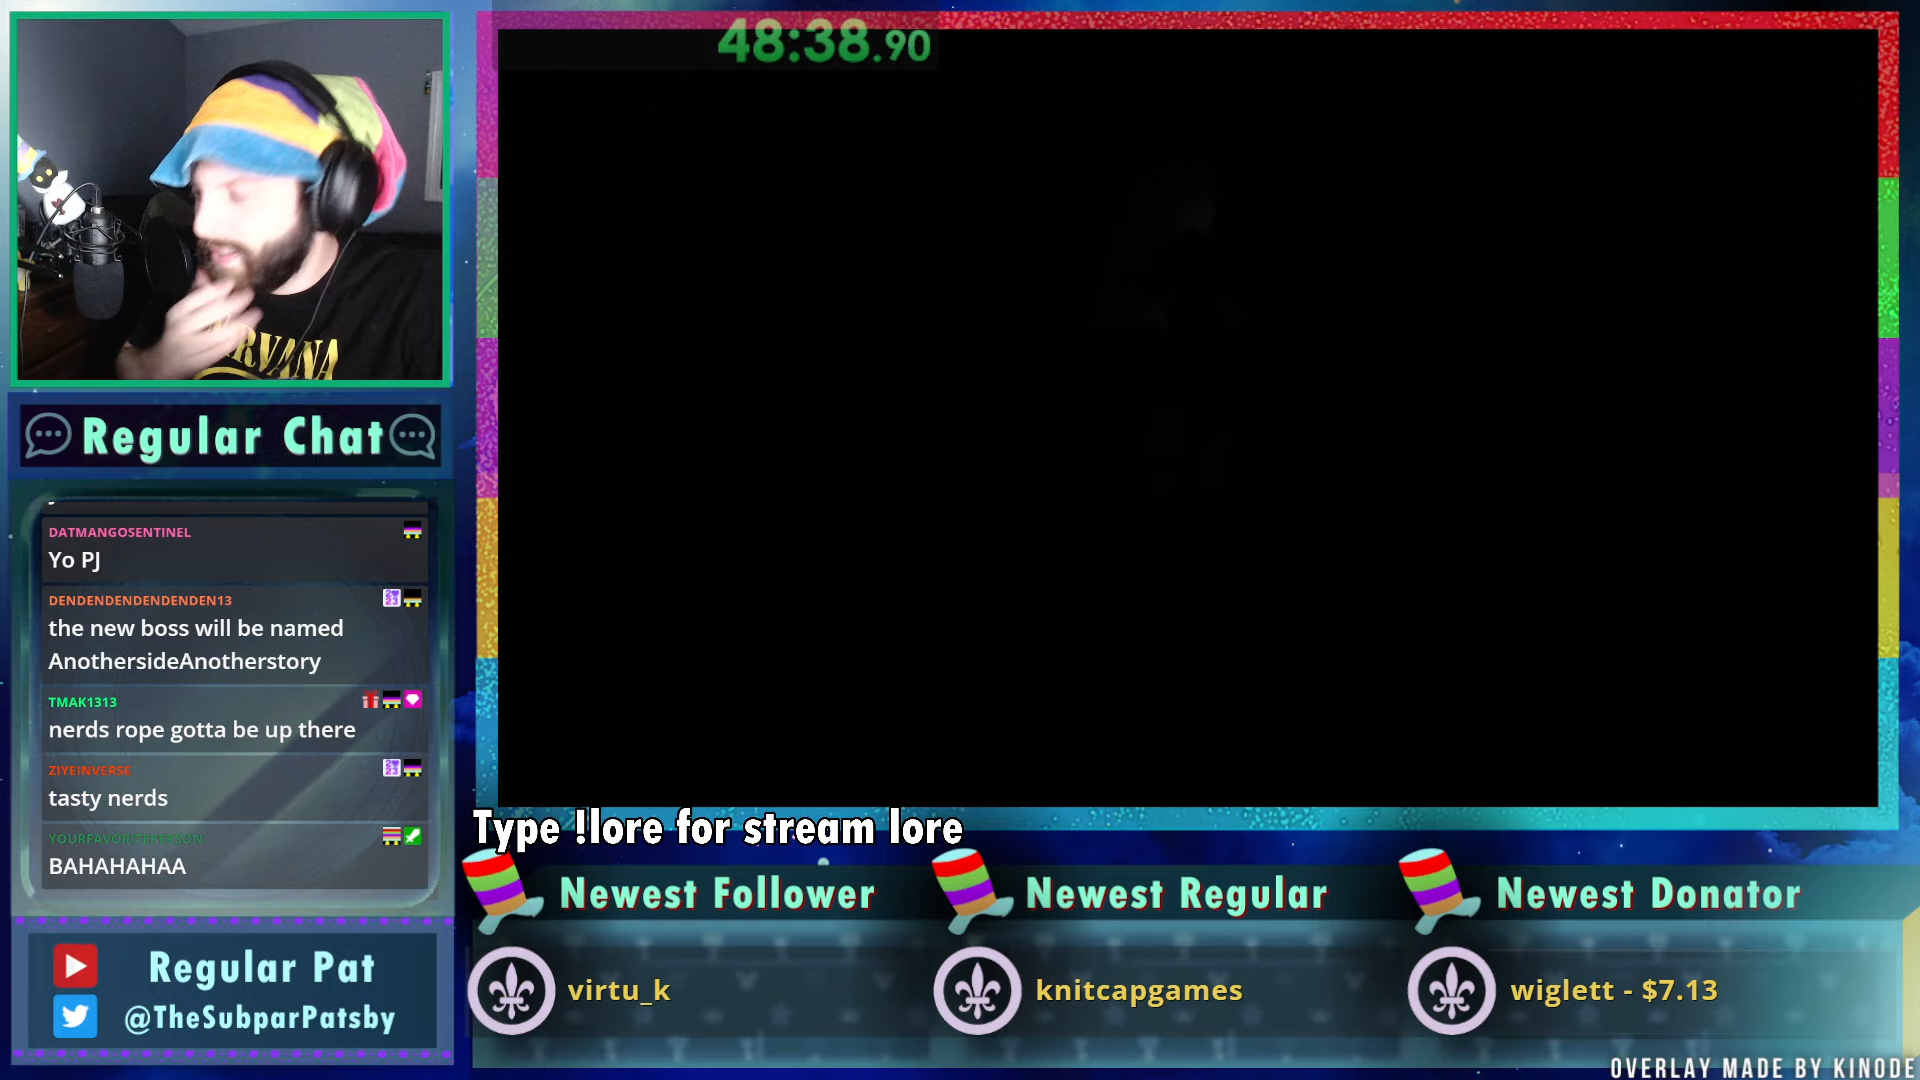 48:38.90
Regular Chat
DATMANGOSENTINEL
Yo PJ
DENDENDENDENDENDEN13
the new boss will be named
AnothersideAnotherstory
TMAK1313
nerds rope gotta be up there
ZIYEINVERSE
tasty nerds
YOURFAVORITEPERSON
BAHAHAHAA
Regular Pat
@TheSubparPatsby
Type !lore for stream lore
Newest Follower
virtu_k
Newest Regular
knitcapgames
Newest Donator
wiglett - $7.13
OVERLAY MADE BY KINODE